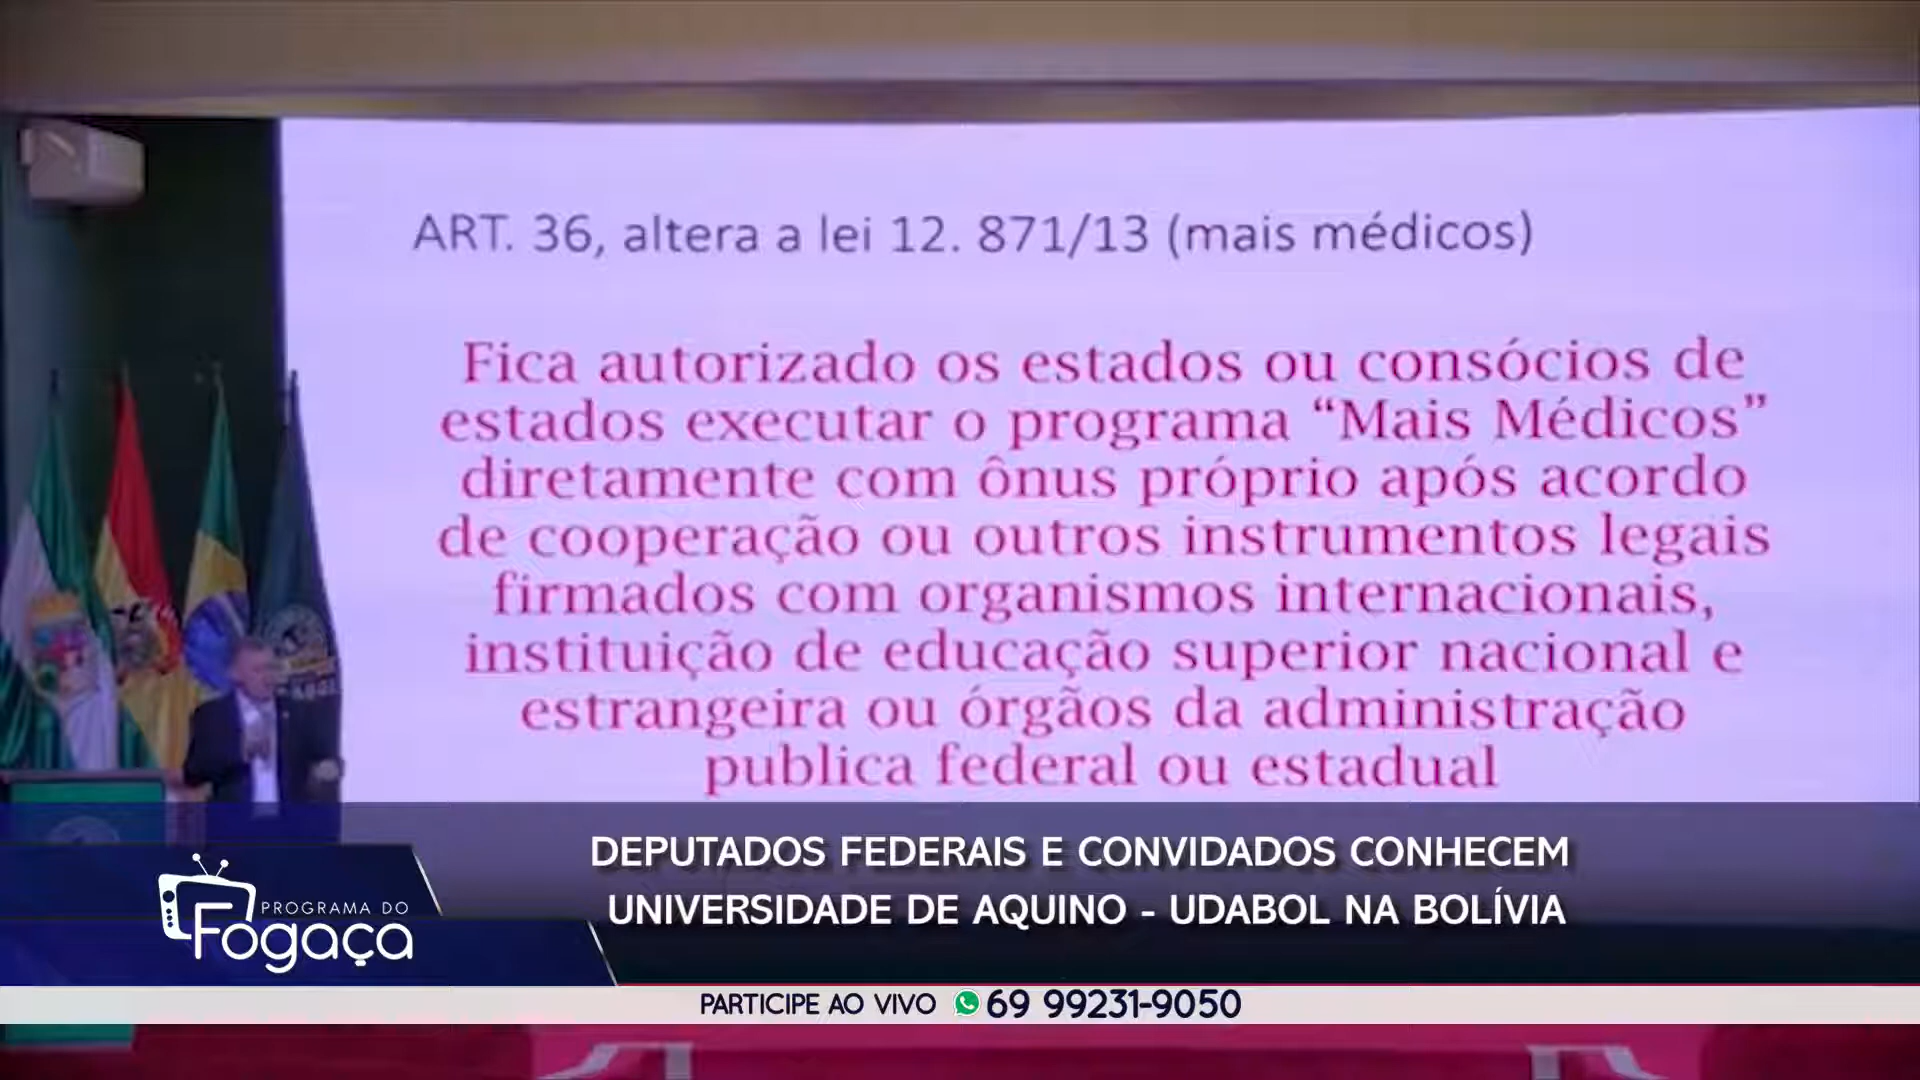 ART. 36, altera a lei 12. 871/13 (mais médicos)
Fica autorizado os estados ou consócios de
estados executar o programa “Mais Médicos”
diretamente com ônus próprio após acordo
de cooperação ou outros instrumentos legais
firmados com organismos internacionais,
instituição de educação superior nacional e
estrangeira ou órgãos da administração
publica federal ou estadual
DEPUTADOS FEDERAIS E CONVIDADOS CONHECEM
UNIVERSIDADE DE AQUINO - UDABOL NA BOLÍVIA
PROGRAMA DO
Fogaça
PARTICIPE AO VIVO 69 99231-9050